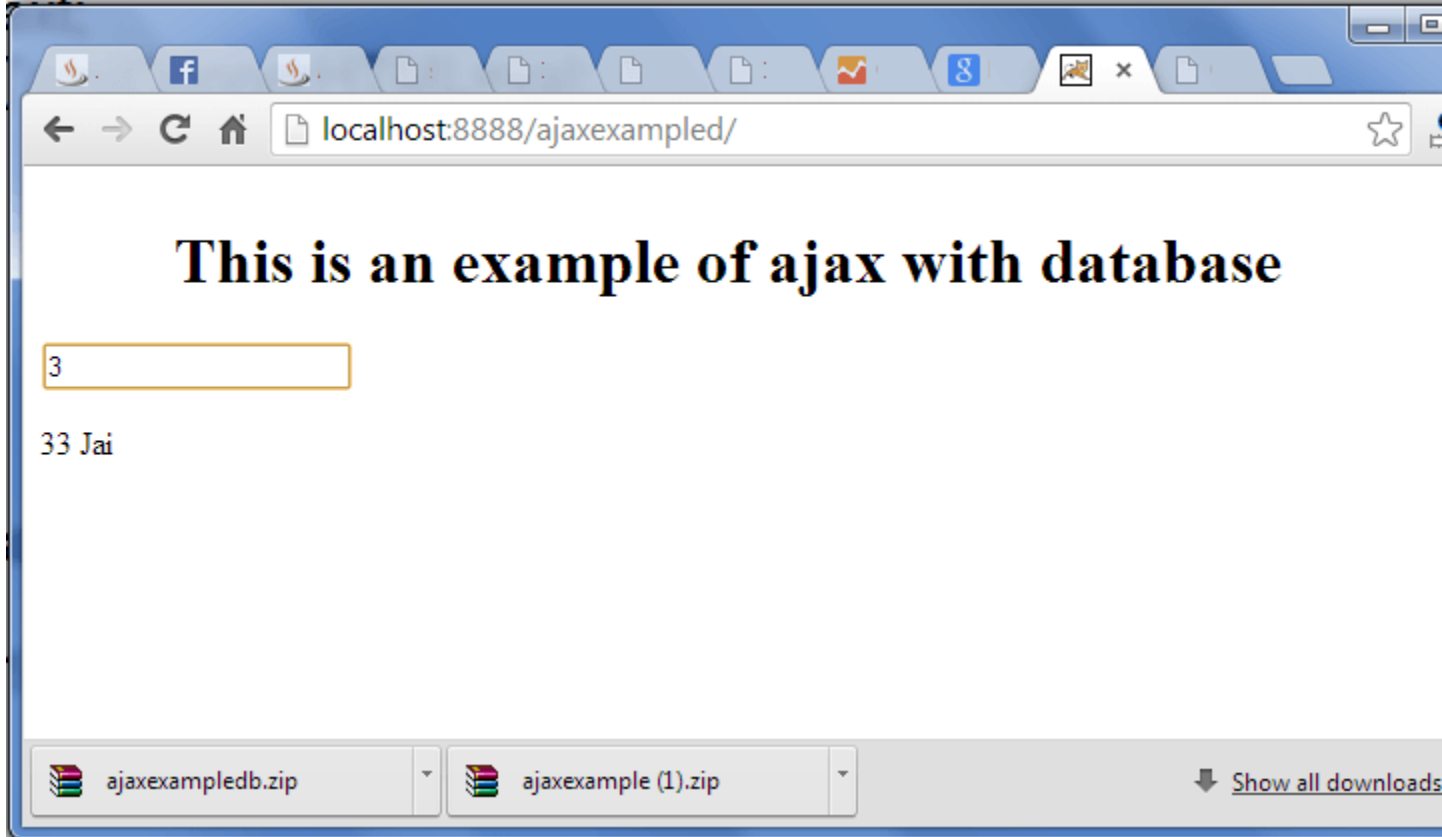 localhost:8888/ajaxexampled/
This is an example of ajax with database
3
33 Jai
ajaxexampledb.zip
ajaxexample (1).zip
Show all downloads